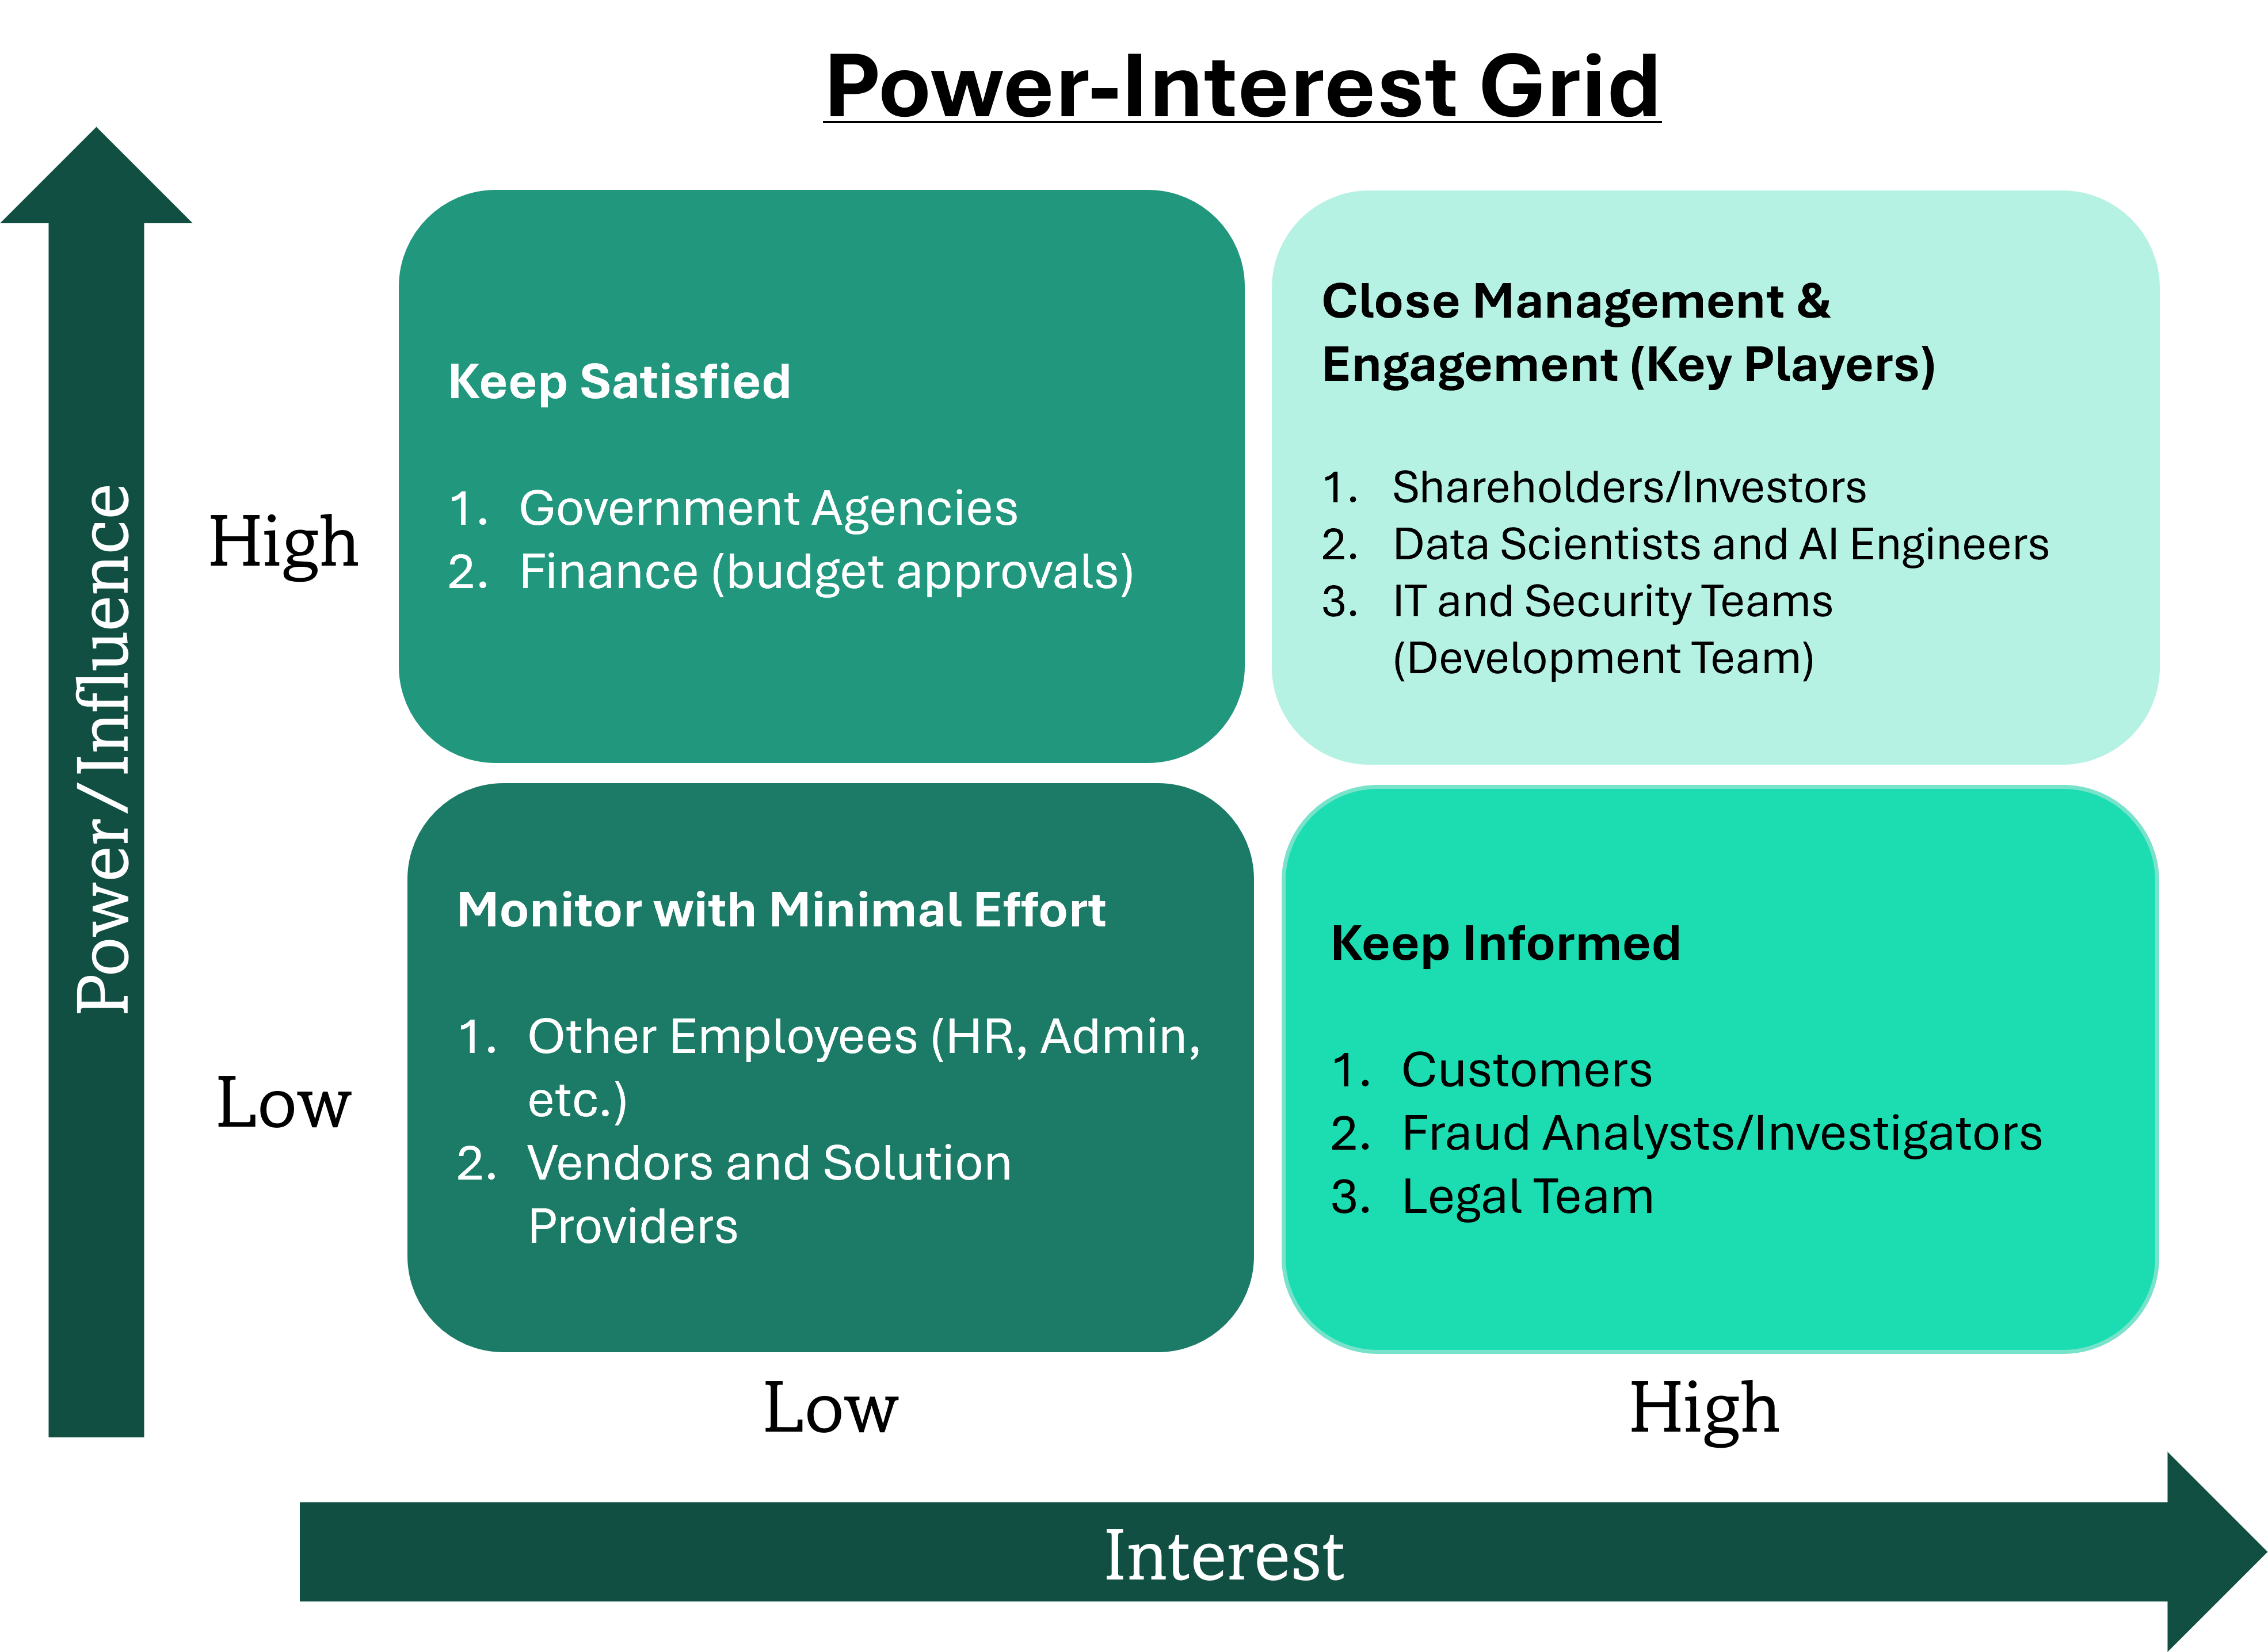 Power-Interest Grid
Power/Influence
High
Keep Satisfied
1. Government Agencies
2. Finance (budget approvals)
Close Management &
Engagement (Key Players)
1. Shareholders/Investors
2. Data Scientists and AI Engineers
3. IT and Security Teams
(Development Team)
Low
Monitor with Minimal Effort
1. Other Employees (HR, Admin,
etc.)
2. Vendors and Solution
Providers
Keep Informed
1. Customers
2. Fraud Analysts/Investigators
3. Legal Team
Low
High
Interest